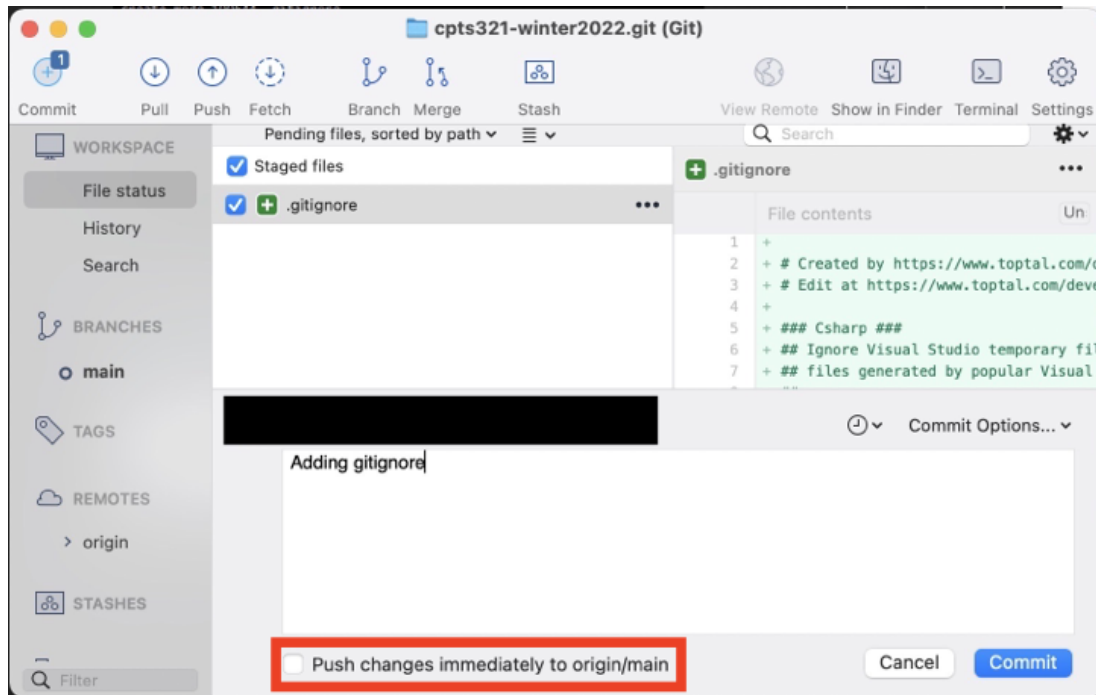 cpts321-winter2022.git (Git)
1
Commit Pull Push Fetch Branch Merge Stash View Remote Show in Finder Terminal Settings
WORKSPACE
File status
History
Search
BRANCHES
main
TAGS
REMOTES
origin
STASHES
Filter
Pending files, sorted by path
Search
Staged files
.gitignore
.gitignore
File contents Un
1 +
2 + # Created by https://www.toptal.com/
3 + # Edit at https://www.toptal.com/deve
4 +
5 + ### Csharp ###
6 + ## Ignore Visual Studio temporary fil
7 + ## files generated by popular Visual
Commit Options...
Adding gitignore
Push changes immediately to origin/main
Cancel Commit